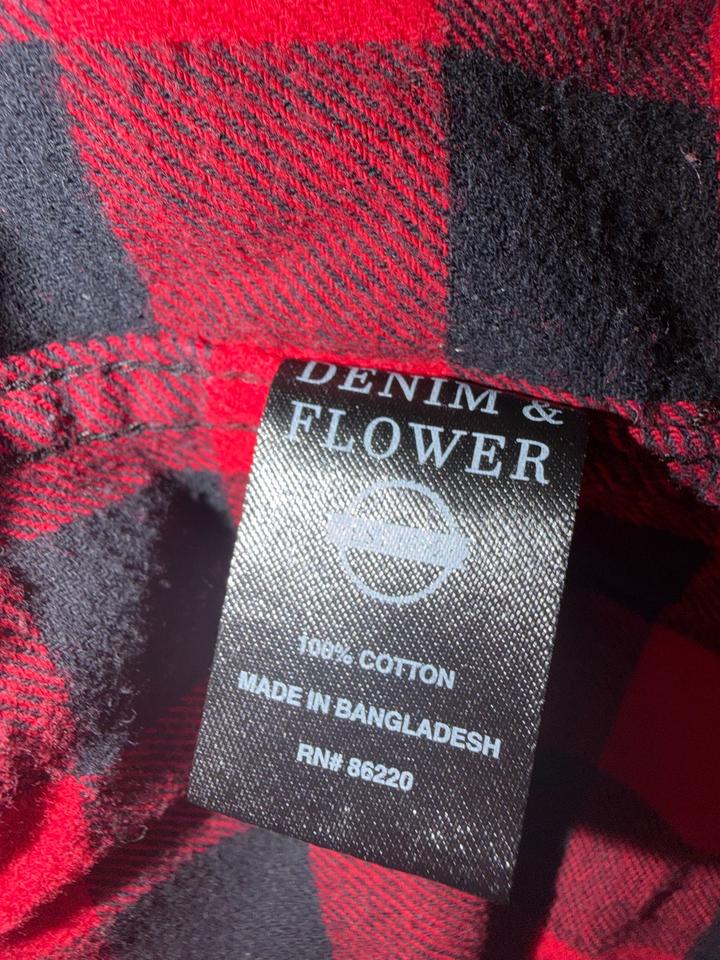 DENIM &
FLOWER
100% COTTON
MADE IN BANGLADESH
RN# 86220